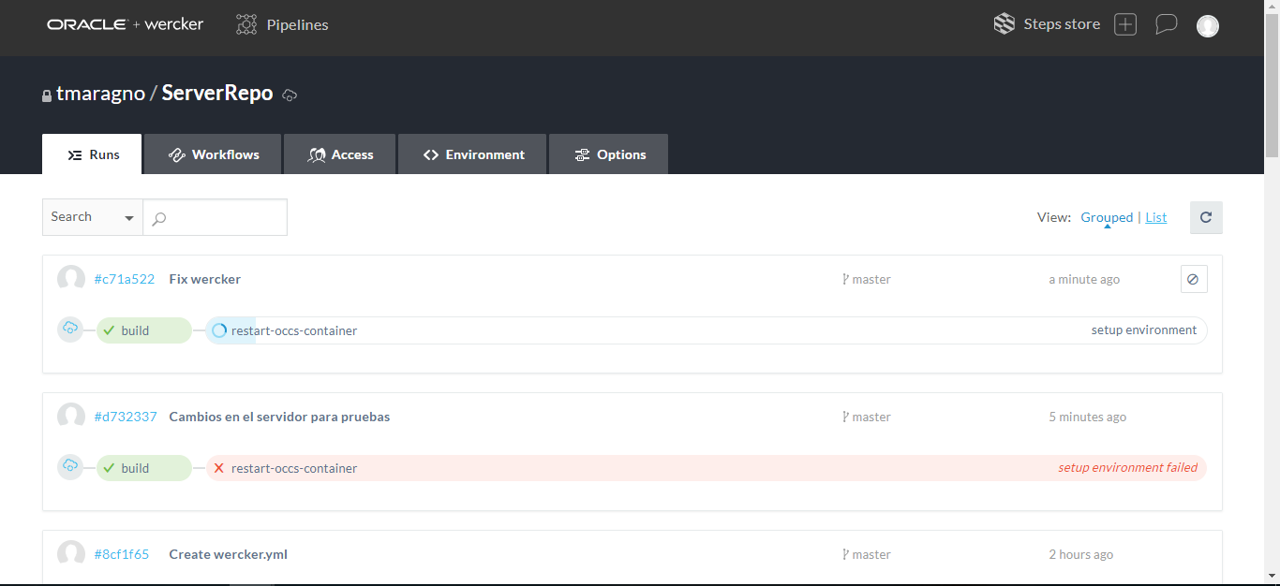 ORACLE + wercker Pipelines Steps store
tmaragno / ServerRepo
Runs Workflows Access Environment Options
Search View: Grouped | List
#c71a522 Fix wercker master a minute ago
build restart-occs-container setup environment
#d732337 Cambios en el servidor para pruebas master 5 minutes ago
build restart-occs-container setup environment failed
#8cf1f65 Create wercker.yml master 2 hours ago